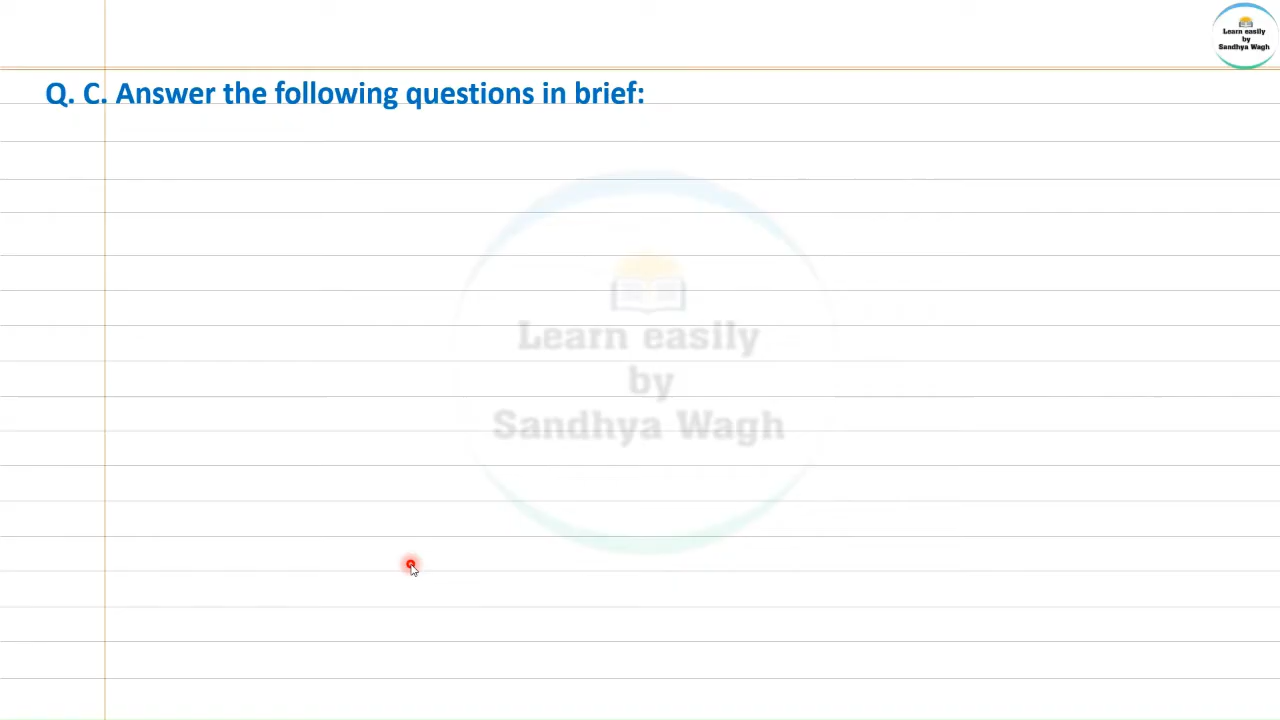 Learn easily
by
Sandhya Wagh
Q. C. Answer the following questions in brief:
Learn easily
by
Sandhya Wagh